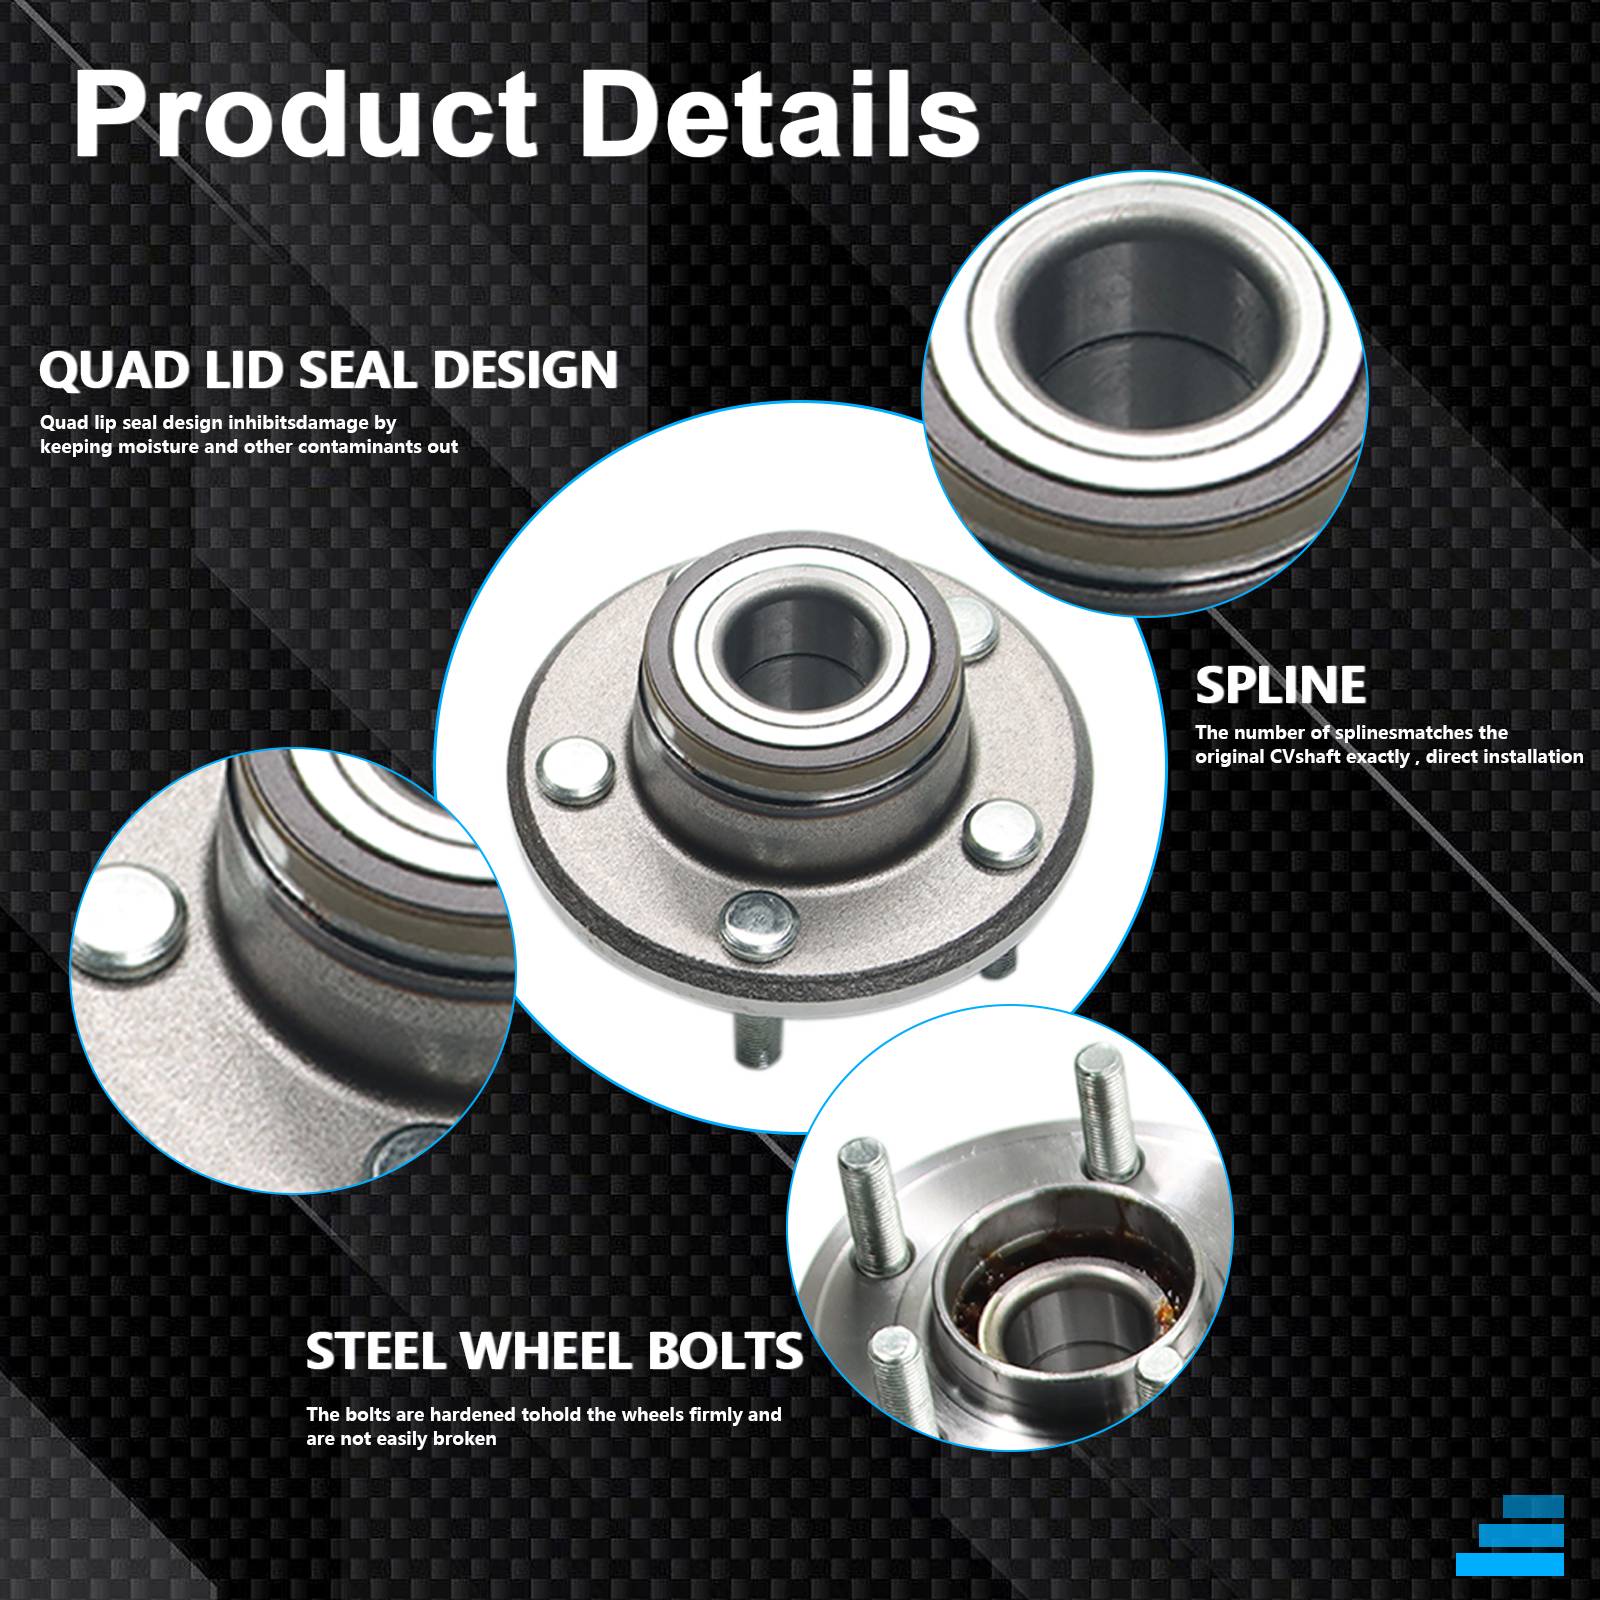 Product Details
QUAD LID SEAL DESIGN
Quad lip seal design inhibitsdamage by
keeping moisture and other contaminants out
SPLINE
The number of splinesmatches the
original CVshaft exactly , direct installation
STEEL WHEEL BOLTS
The bolts are hardened tohold the wheels firmly and
are not easily broken